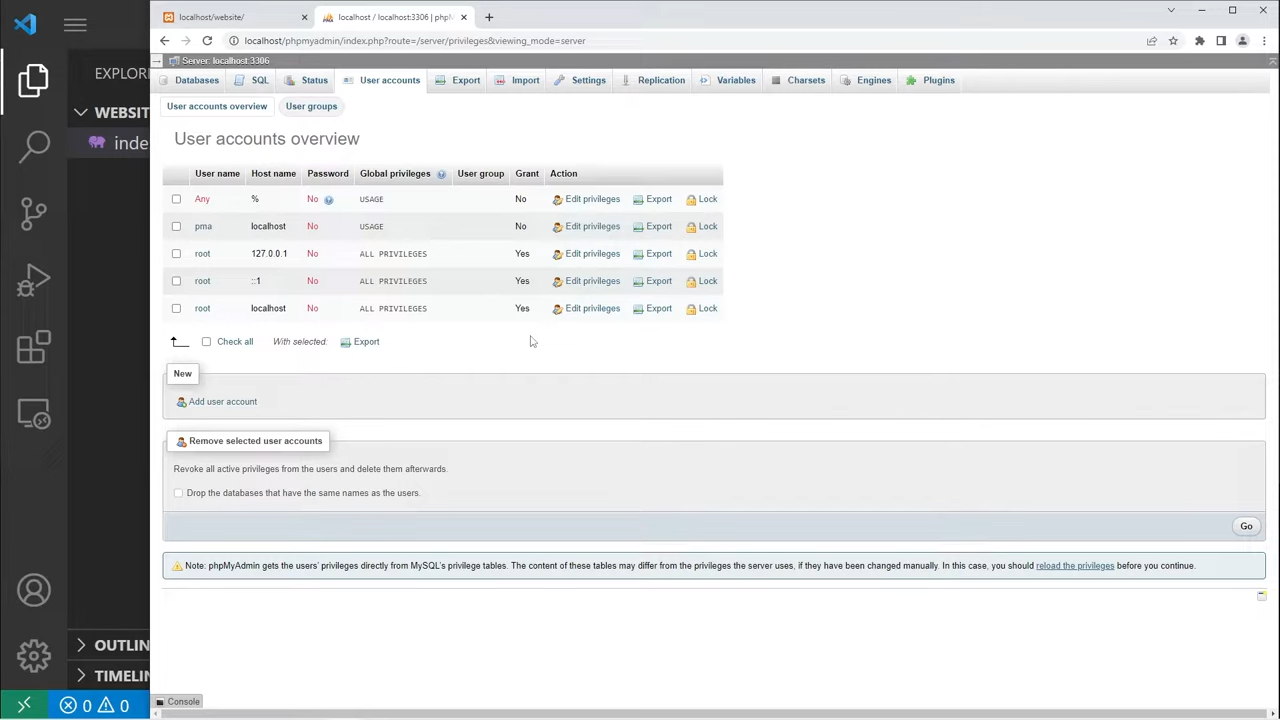 localhost/website/
localhost / localhost:3306 | phpM
localhost/phpmyadmin/index.php?route=/server/privileges&viewing_mode=server
Server: localhost:3306
EXPLOR
Databases SQL Status User accounts Export Import Settings Replication Variables Charsets Engines Plugins
User accounts overview User groups
WEBSIT
inde
User accounts overview
User name Host name Password Global privileges User group Grant Action
Any % No USAGE No Edit privileges Export Lock
pma localhost No USAGE No Edit privileges Export Lock
root 127.0.0.1 No ALL PRIVILEGES Yes Edit privileges Export Lock
root ::1 No ALL PRIVILEGES Yes Edit privileges Export Lock
root localhost No ALL PRIVILEGES Yes Edit privileges Export Lock
Check all With selected: Export
New
Add user account
Remove selected user accounts
Revoke all active privileges from the users and delete them afterwards.
Drop the databases that have the same names as the users.
Go
Note: phpMyAdmin gets the users' privileges directly from MySQL's privilege tables. The content of these tables may differ from the privileges the server uses, if they have been changed manually. In this case, you should reload the privileges before you continue.
OUTLIN
TIMELIN
Console
0 0